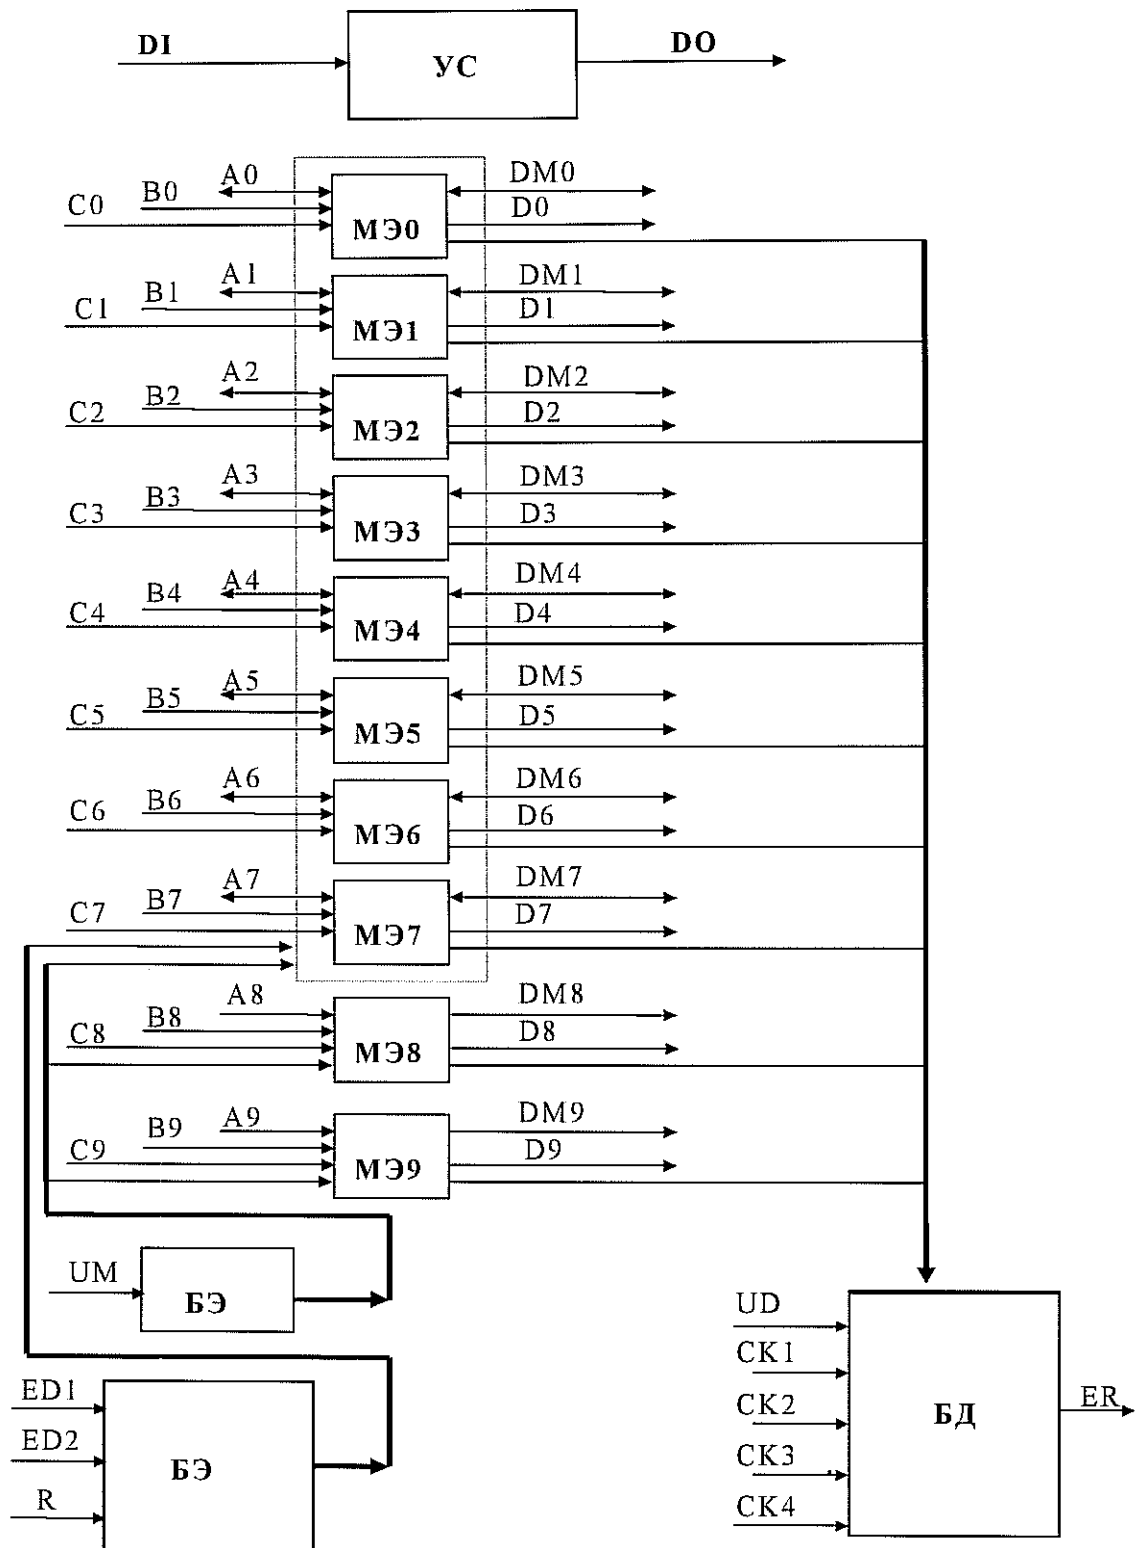 DI УС DO
A0 DM0
B0 D0
C0 МЭ0
A1 DM1
B1 D1
C1 МЭ1
A2 DM2
B2 D2
C2 МЭ2
A3 DM3
B3 D3
C3 МЭ3
A4 DM4
B4 D4
C4 МЭ4
A5 DM5
B5 D5
C5 МЭ5
A6 DM6
B6 D6
C6 МЭ6
A7 DM7
B7 D7
C7 МЭ7
A8 DM8
B8 D8
C8 МЭ8
A9 DM9
B9 D9
C9 МЭ9
UM БЭ
UD
CK1
ED1
CK2 БД ER
ED2 БЭ
CK3
R
CK4